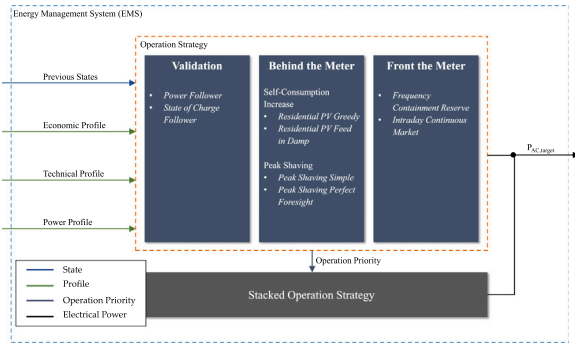 Energy Management System (EMS)
Operation Strategy
Previous States
Economic Profile
Technical Profile
Power Profile
Validation
• Power Follower
• State of Charge
Follower
Behind the Meter
Self-Consumption
Increase
• Residential PV Greedy
• Residential PV Feed
in Damp
Peak Shaving
• Peak Shaving Simple
• Peak Shaving Perfect
Foresight
Front the Meter
• Frequency
Containment Reserve
• Intraday Continuous
Market
PAC,target
Operation Priority
Stacked Operation Strategy
State
Profile
Operation Priority
Electrical Power